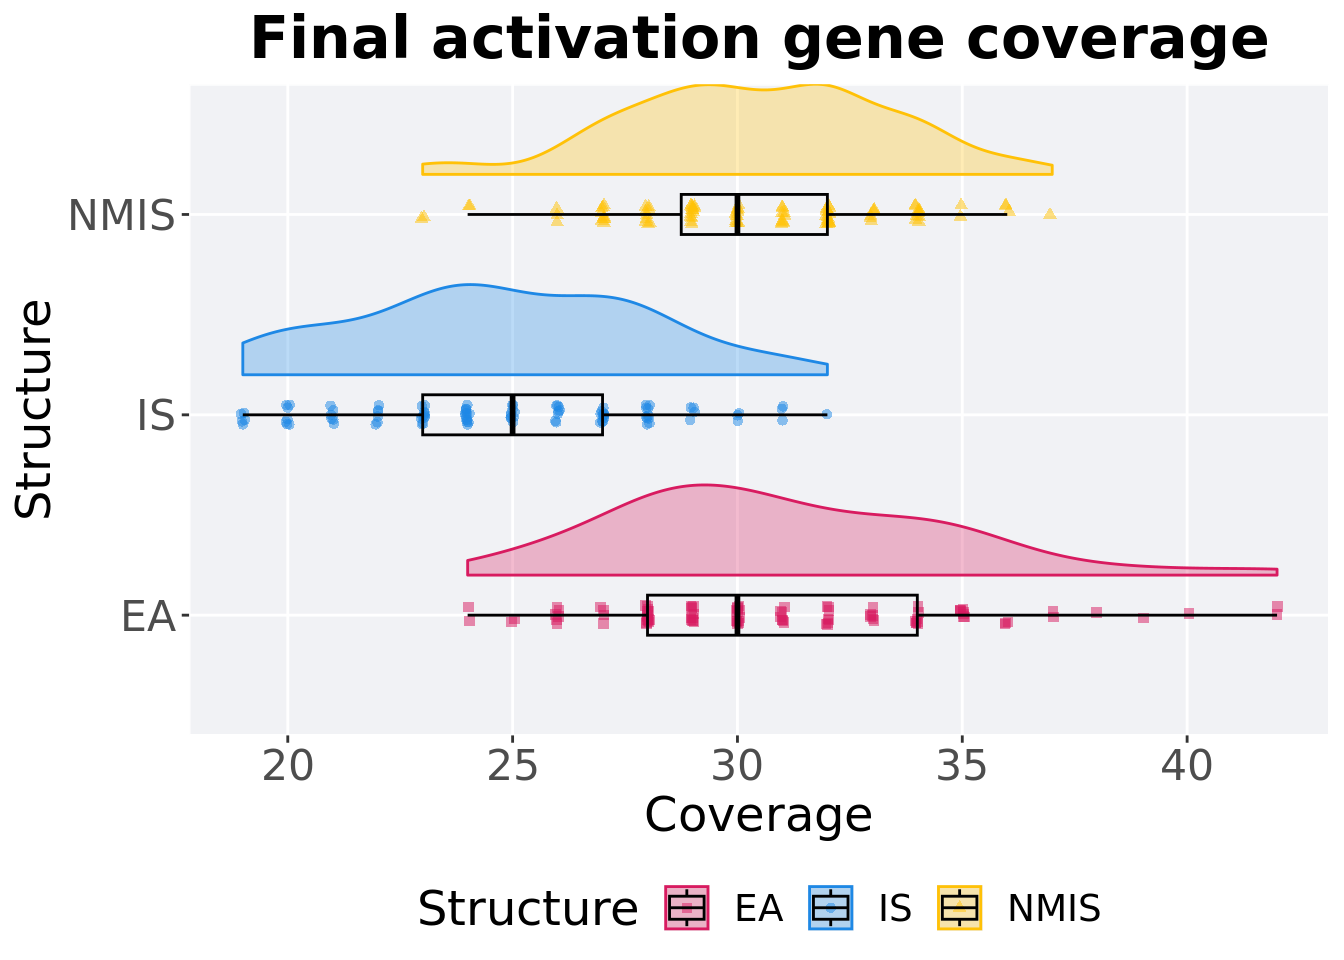 Final activation gene coverage
Structure
NMIS
IS
EA
20 25 30 35 40
Coverage
Structure EA IS NMIS